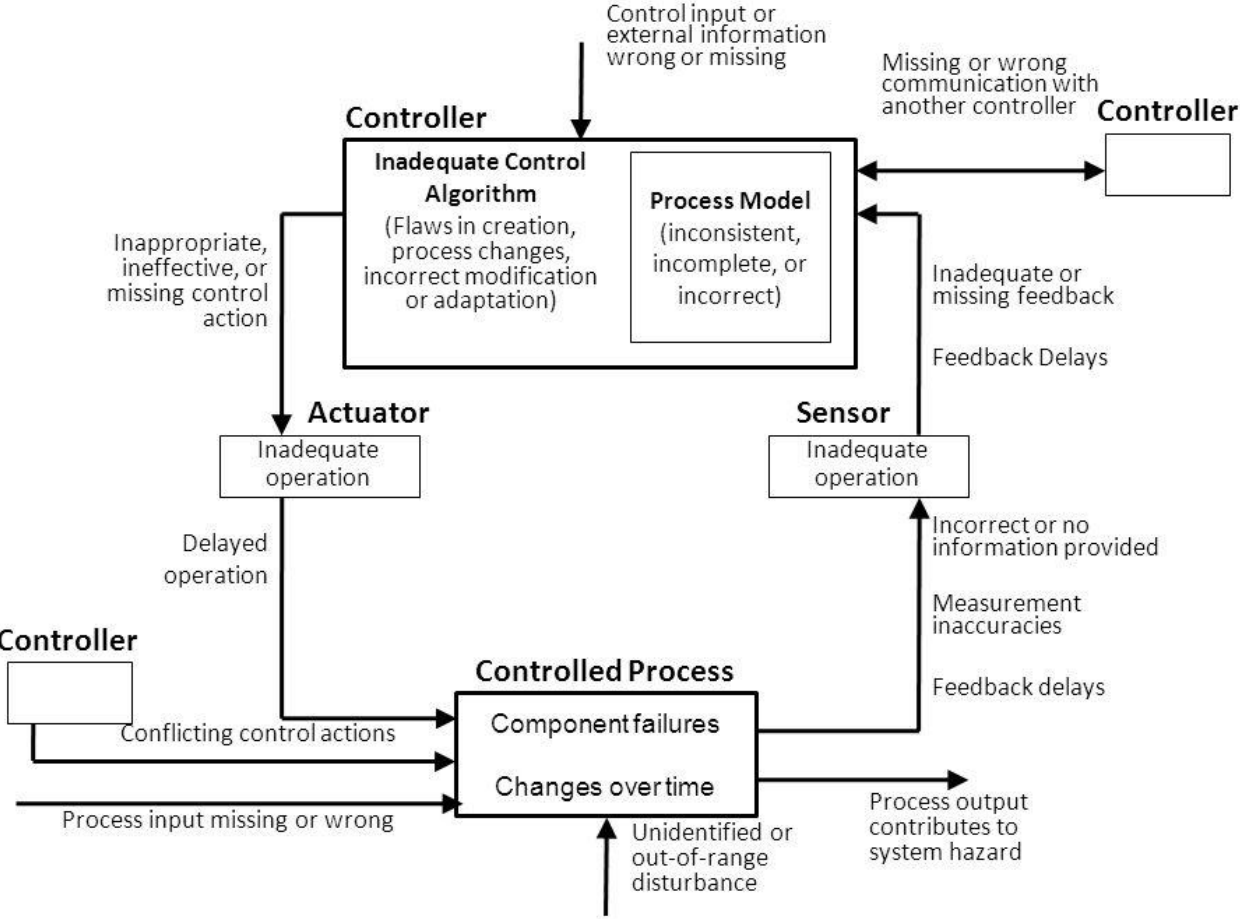 Control input or
external information
wrong or missing
Missing or wrong
communication with
another controller
Controller
Controller
Inadequate Control
Algorithm
(Flaws in creation,
process changes,
incorrect modification
or adaptation)
Process Model
(inconsistent,
incomplete, or
incorrect)
Inappropriate,
ineffective, or
missing control
action
Inadequate or
missing feedback
Feedback Delays
Actuator
Inadequate
operation
Sensor
Inadequate
operation
Delayed
operation
Incorrect or no
information provided
Measurement
inaccuracies
Feedback delays
Controller
Conflicting control actions
Process input missing or wrong
Controlled Process
Component failures
Changes over time
Unidentified or
out-of-range
disturbance
Process output
contributes to
system hazard